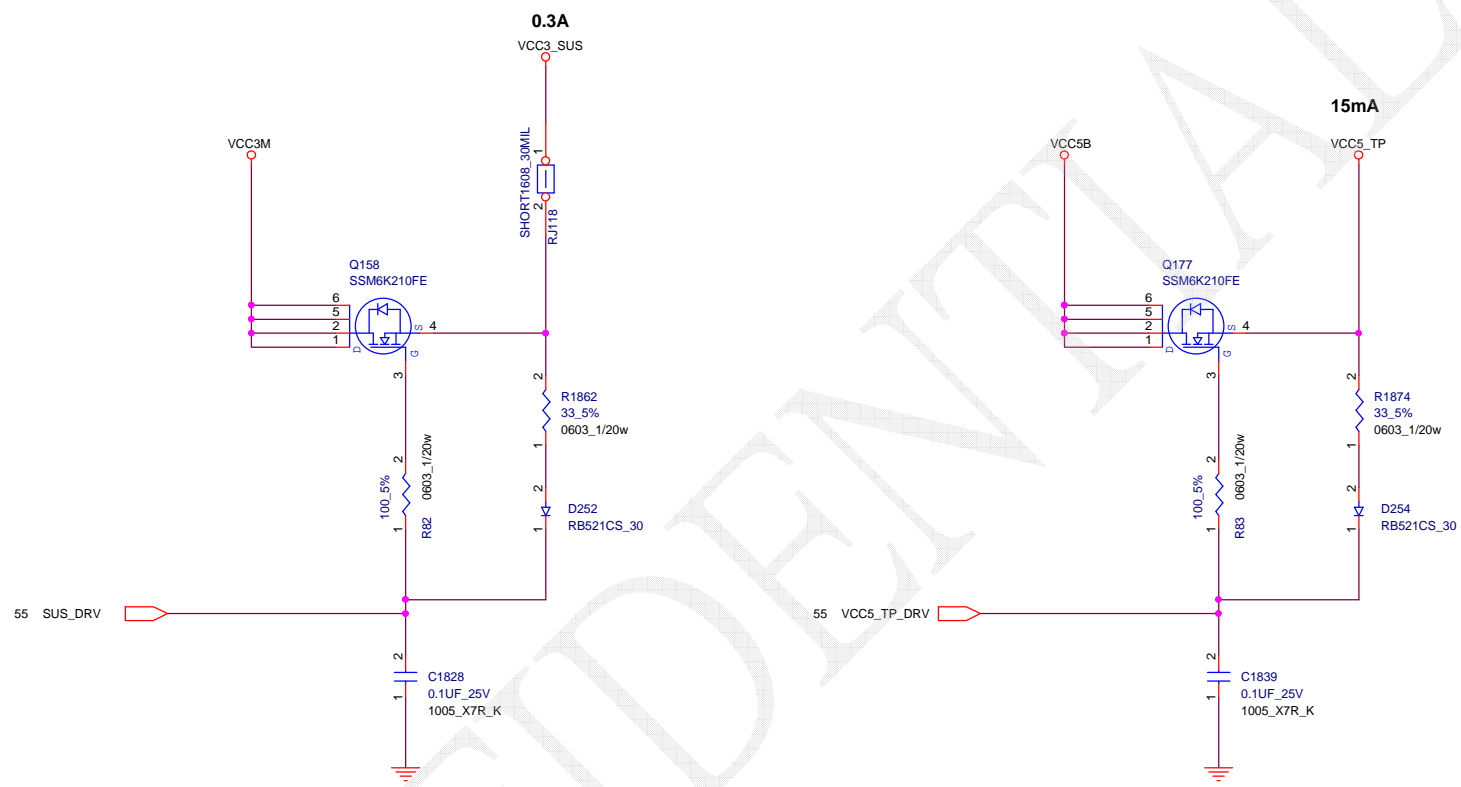 0.3A
VCC3_SUS
SHORT1608_30MIL
1
2
RJ118
VCC3M
Q158
SSM6K210FE
6
5
2
1
D
S
G
4
3
2
R1862
33_5%
0603_1/20w
1
2
100_5%
0603_1/20w
1
R82
2
D252
RB521CS_30
1
55 SUS_DRV
2
C1828
0.1UF_25V
1005_X7R_K
1
15mA
VCC5B
VCC5_TP
Q177
SSM6K210FE
6
5
2
1
D
S
G
4
3
2
R1874
33_5%
0603_1/20w
1
2
100_5%
0603_1/20w
1
R83
2
D254
RB521CS_30
1
55 VCC5_TP_DRV
2
C1839
0.1UF_25V
1005_X7R_K
1
FIDENTIAL